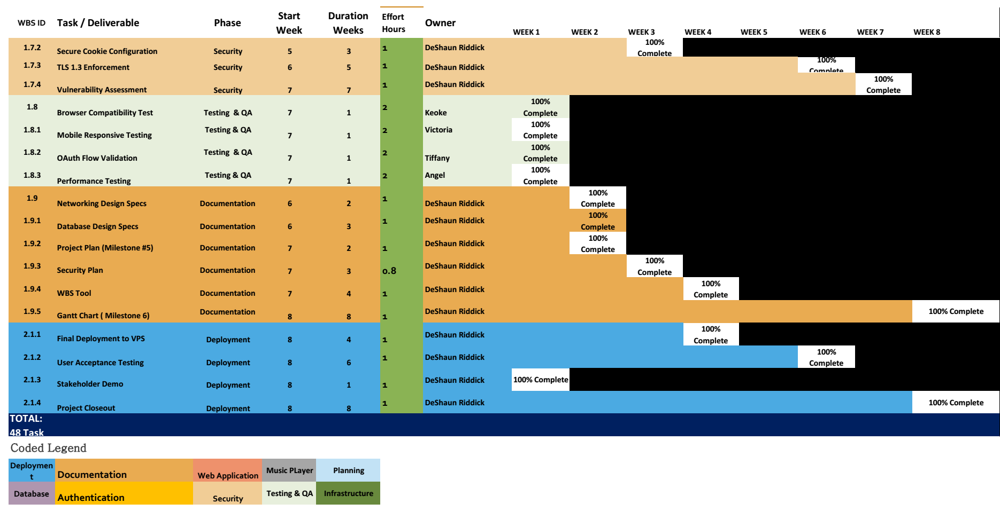 WBS ID Task / Deliverable Phase Start Week Duration Weeks Effort Hours Owner WEEK 1 WEEK 2 WEEK 3 WEEK 4 WEEK 5 WEEK 6 WEEK 7 WEEK 8
1.7.2 Secure Cookie Configuration Security 5 3 1 DeShaun Riddick 100% Complete
1.7.3 TLS 1.3 Enforcement Security 6 5 1 DeShaun Riddick 100% Complete
1.7.4 Vulnerability Assessment Security 7 7 1 DeShaun Riddick 100% Complete
1.8 Browser Compatibility Test Testing & QA 7 1 2 Keoke 100% Complete
1.8.1 Mobile Responsive Testing Testing & QA 7 1 2 Victoria 100% Complete
1.8.2 OAuth Flow Validation Testing & QA 7 1 2 Tiffany 100% Complete
1.8.3 Performance Testing Testing & QA 7 1 2 Angel 100% Complete
1.9 Networking Design Specs Documentation 6 2 1 DeShaun Riddick 100% Complete
1.9.1 Database Design Specs Documentation 6 3 1 DeShaun Riddick 100% Complete
1.9.2 Project Plan (Milestone #5) Documentation 7 2 1 DeShaun Riddick 100% Complete
1.9.3 Security Plan Documentation 7 3 0.8 DeShaun Riddick 100% Complete
1.9.4 WBS Tool Documentation 7 4 1 DeShaun Riddick 100% Complete
1.9.5 Gantt Chart ( Milestone 6) Documentation 8 8 1 DeShaun Riddick 100% Complete
2.1.1 Final Deployment to VPS Deployment 8 4 1 DeShaun Riddick 100% Complete
2.1.2 User Acceptance Testing Deployment 8 6 1 DeShaun Riddick 100% Complete
2.1.3 Stakeholder Demo Deployment 8 1 1 DeShaun Riddick 100% Complete
2.1.4 Project Closeout Deployment 8 8 1 DeShaun Riddick 100% Complete
TOTAL:
48 Task
Coded Legend
Deployment Documentation Web Application Music PLayer Planning
Database Authentication Security Testing & QA Infrastructure